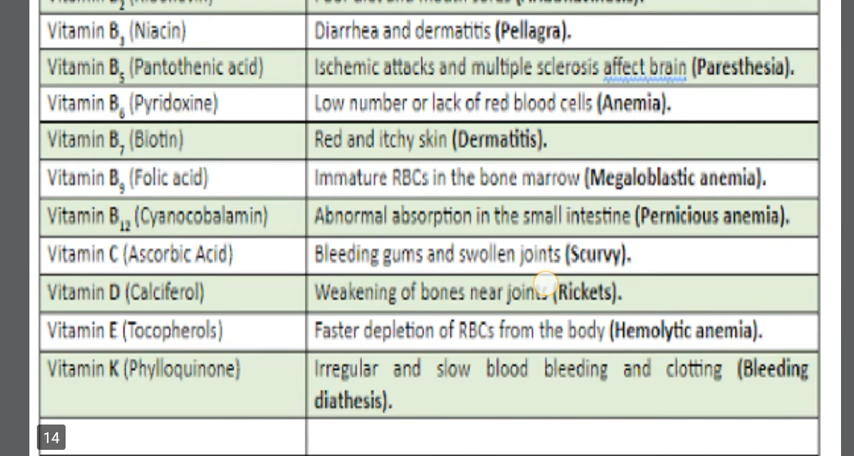 Vitamin B₃ (Niacin) Diarrhea and dermatitis (Pellagra).
Vitamin B₅ (Pantothenic acid) Ischemic attacks and multiple sclerosis affect brain (Paresthesia).
Vitamin B₆ (Pyridoxine) Low number or lack of red blood cells (Anemia).
Vitamin B₇ (Biotin) Red and itchy skin (Dermatitis).
Vitamin B₉ (Folic acid) Immature RBCs in the bone marrow (Megaloblastic anemia).
Vitamin B₁₂ (Cyanocobalamin) Abnormal absorption in the small intestine (Pernicious anemia).
Vitamin C (Ascorbic Acid) Bleeding gums and swollen joints (Scurvy).
Vitamin D (Calciferol) Weakening of bones near joints (Rickets).
Vitamin E (Tocopherols) Faster depletion of RBCs from the body (Hemolytic anemia).
Vitamin K (Phylloquinone) Irregular and slow blood bleeding and clotting (Bleeding
diathesis).
14